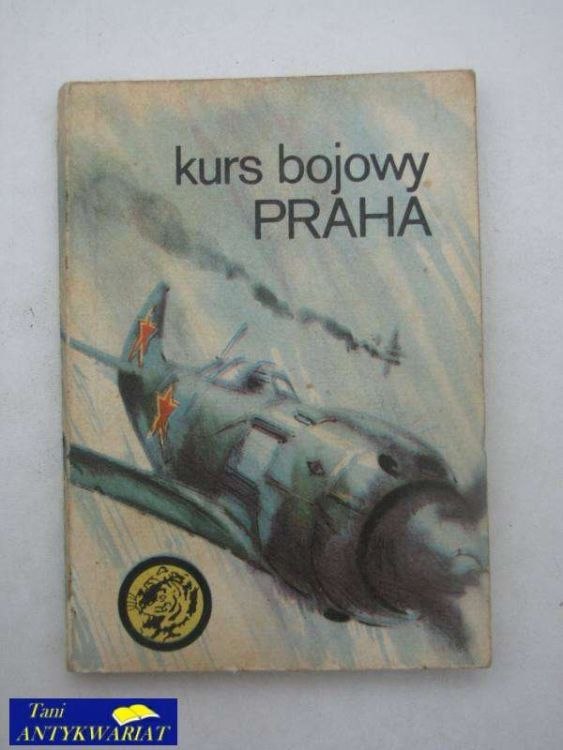 kurs bojowy
PRAHA
Tani
ANTYKWARIAT